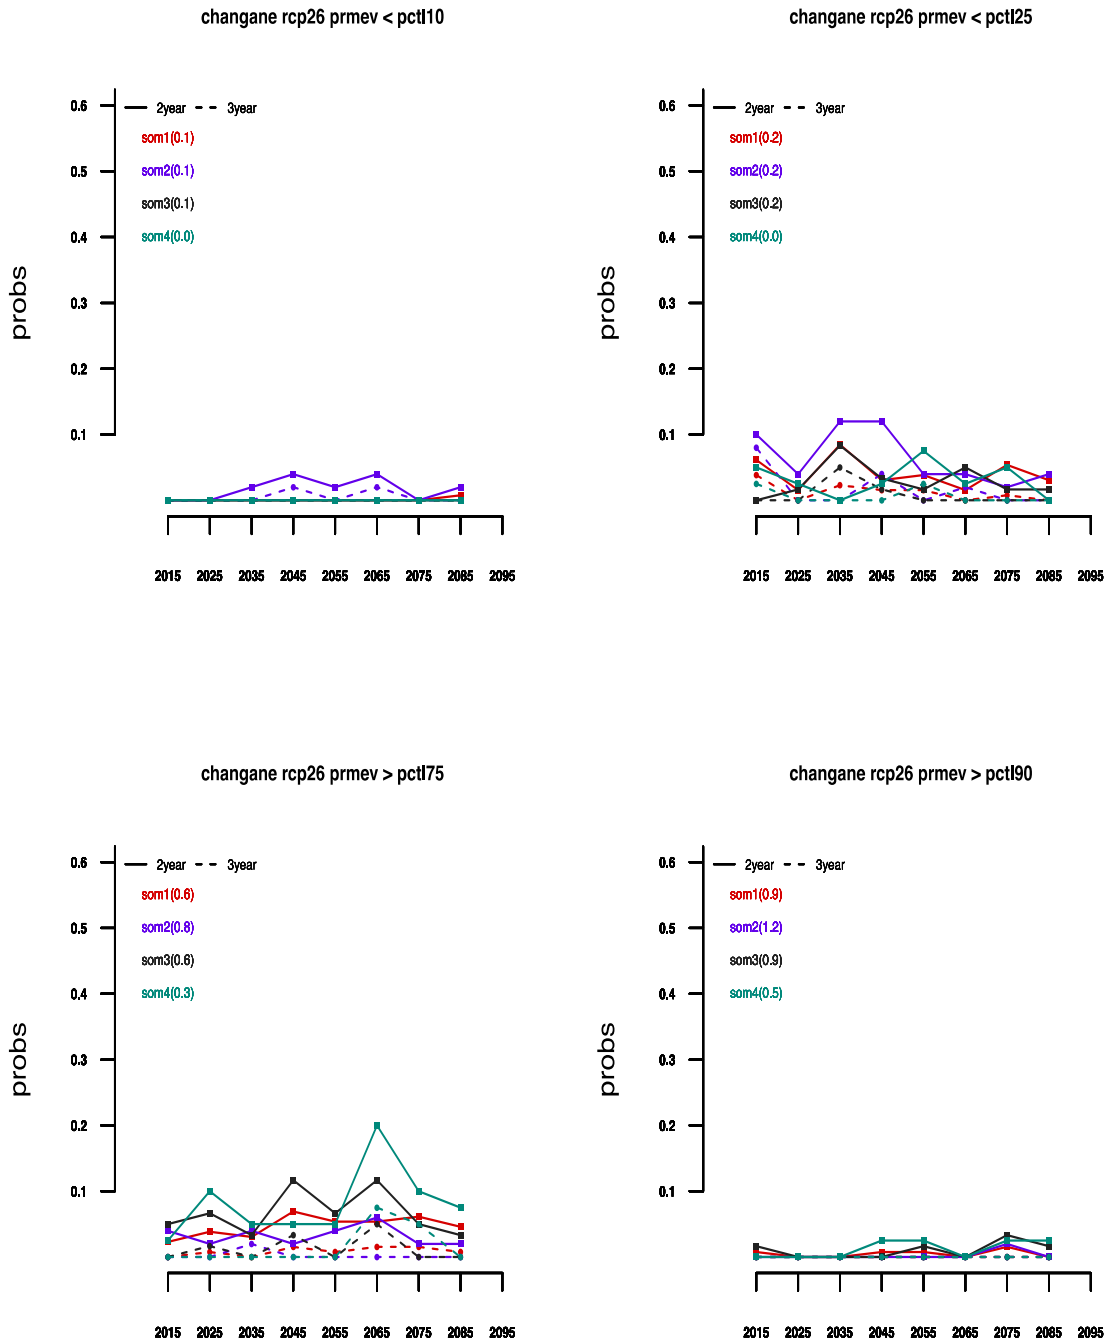 changane rcp26 prmev < pctl10
0.6
0.5
0.4
0.3
0.2
0.1
probs
2year 3year
som1(0.1)
som2(0.1)
som3(0.1)
som4(0.0)
2015 2025 2035 2045 2055 2065 2075 2085 2095
changane rcp26 prmev < pctl25
0.6
0.5
0.4
0.3
0.2
0.1
probs
2year 3year
som1(0.2)
som2(0.2)
som3(0.2)
som4(0.0)
2015 2025 2035 2045 2055 2065 2075 2085 2095
changane rcp26 prmev > pctl75
0.6
0.5
0.4
0.3
0.2
0.1
probs
2year 3year
som1(0.6)
som2(0.8)
som3(0.6)
som4(0.3)
2015 2025 2035 2045 2055 2065 2075 2085 2095
changane rcp26 prmev > pctl90
0.6
0.5
0.4
0.3
0.2
0.1
probs
2year 3year
som1(0.9)
som2(1.2)
som3(0.9)
som4(0.5)
2015 2025 2035 2045 2055 2065 2075 2085 2095